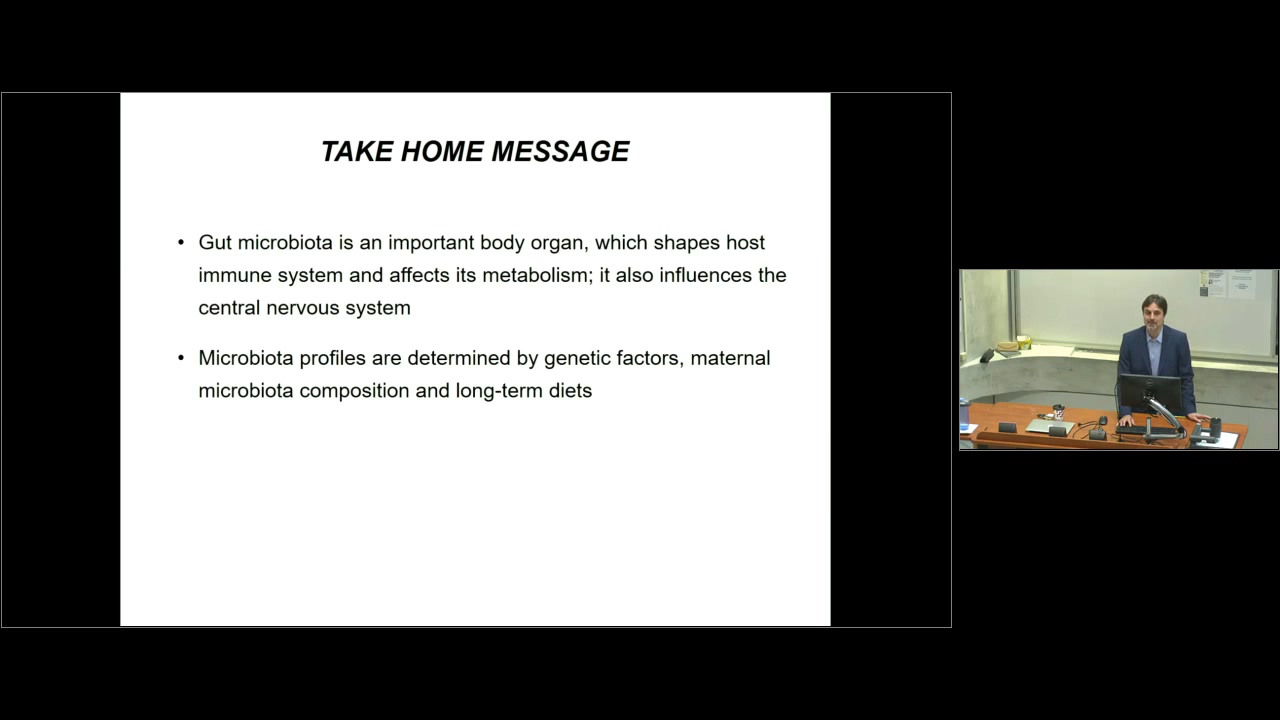 TAKE HOME MESSAGE
• Gut microbiota is an important body organ, which shapes host
immune system and affects its metabolism; it also influences the
central nervous system
• Microbiota profiles are determined by genetic factors, maternal
microbiota composition and long-term diets